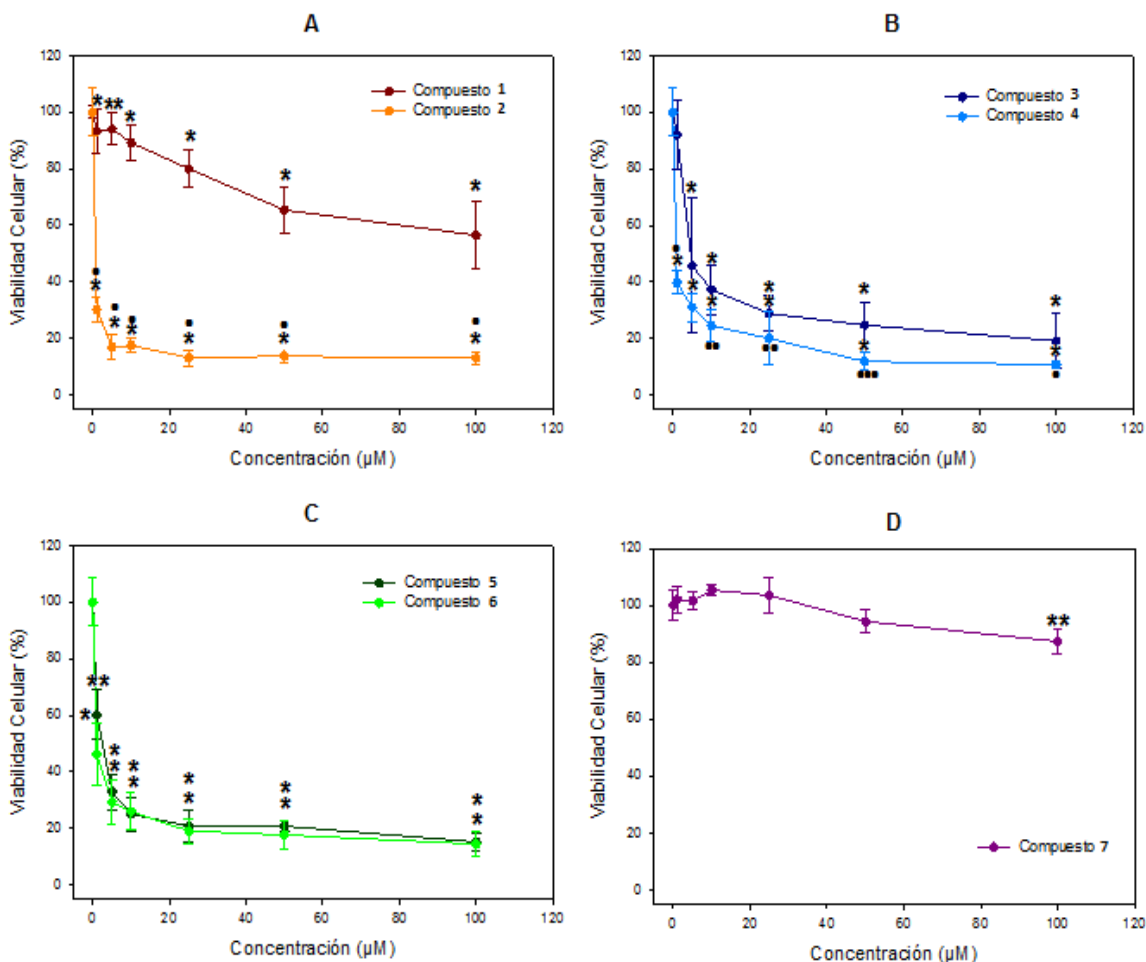 A
Viabilidad Celular (%)
120
100
80
60
40
20
0
Compuesto 1
Compuesto 2
* ** * * * *
* * * * * *
0 20 40 60 80 100 120
Concentración (µM)
B
Viabilidad Celular (%)
120
100
80
60
40
20
0
Compuesto 3
Compuesto 4
* * * * *
* * * * * *
0 20 40 60 80 100 120
Concentración (µM)
C
Viabilidad Celular (%)
120
100
80
60
40
20
0
Compuesto 5
Compuesto 6
**
* * * * * *
* * * * *
0 20 40 60 80 100 120
Concentración (µM)
D
Viabilidad Celular (%)
120
100
80
60
40
20
0
**
Compuesto 7
0 20 40 60 80 100 120
Concentración (µM)